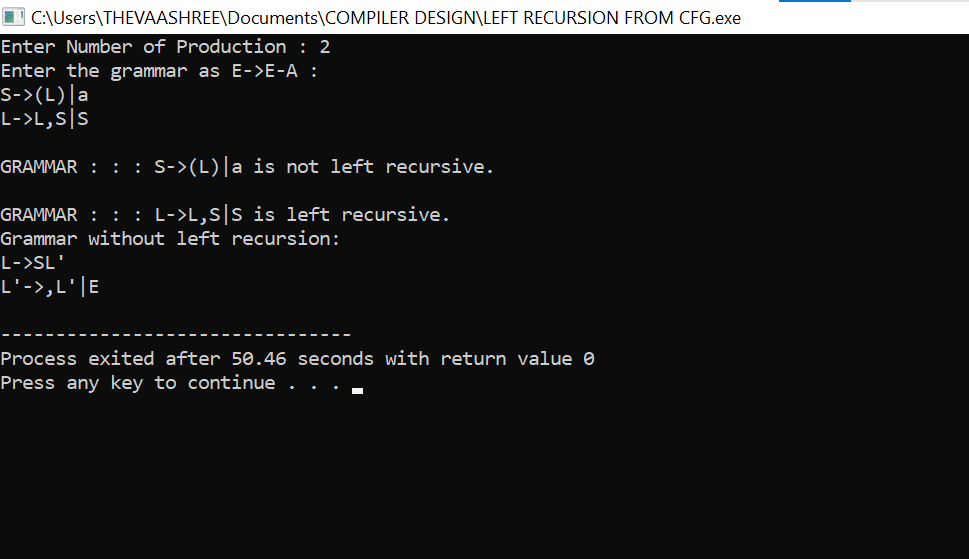 C:\Users\THEVAASHREE\Documents\COMPILER DESIGN\LEFT RECURSION FROM CFG.exe
Enter Number of Production : 2
Enter the grammar as E->E-A :
S->(L)|a
L->L,S|S
GRAMMAR : : : S->(L)|a is not left recursive.
GRAMMAR : : : L->L,S|S is left recursive.
Grammar without left recursion:
L->SL'
L'->,L'|E
--------------------------------
Process exited after 50.46 seconds with return value 0
Press any key to continue . . .